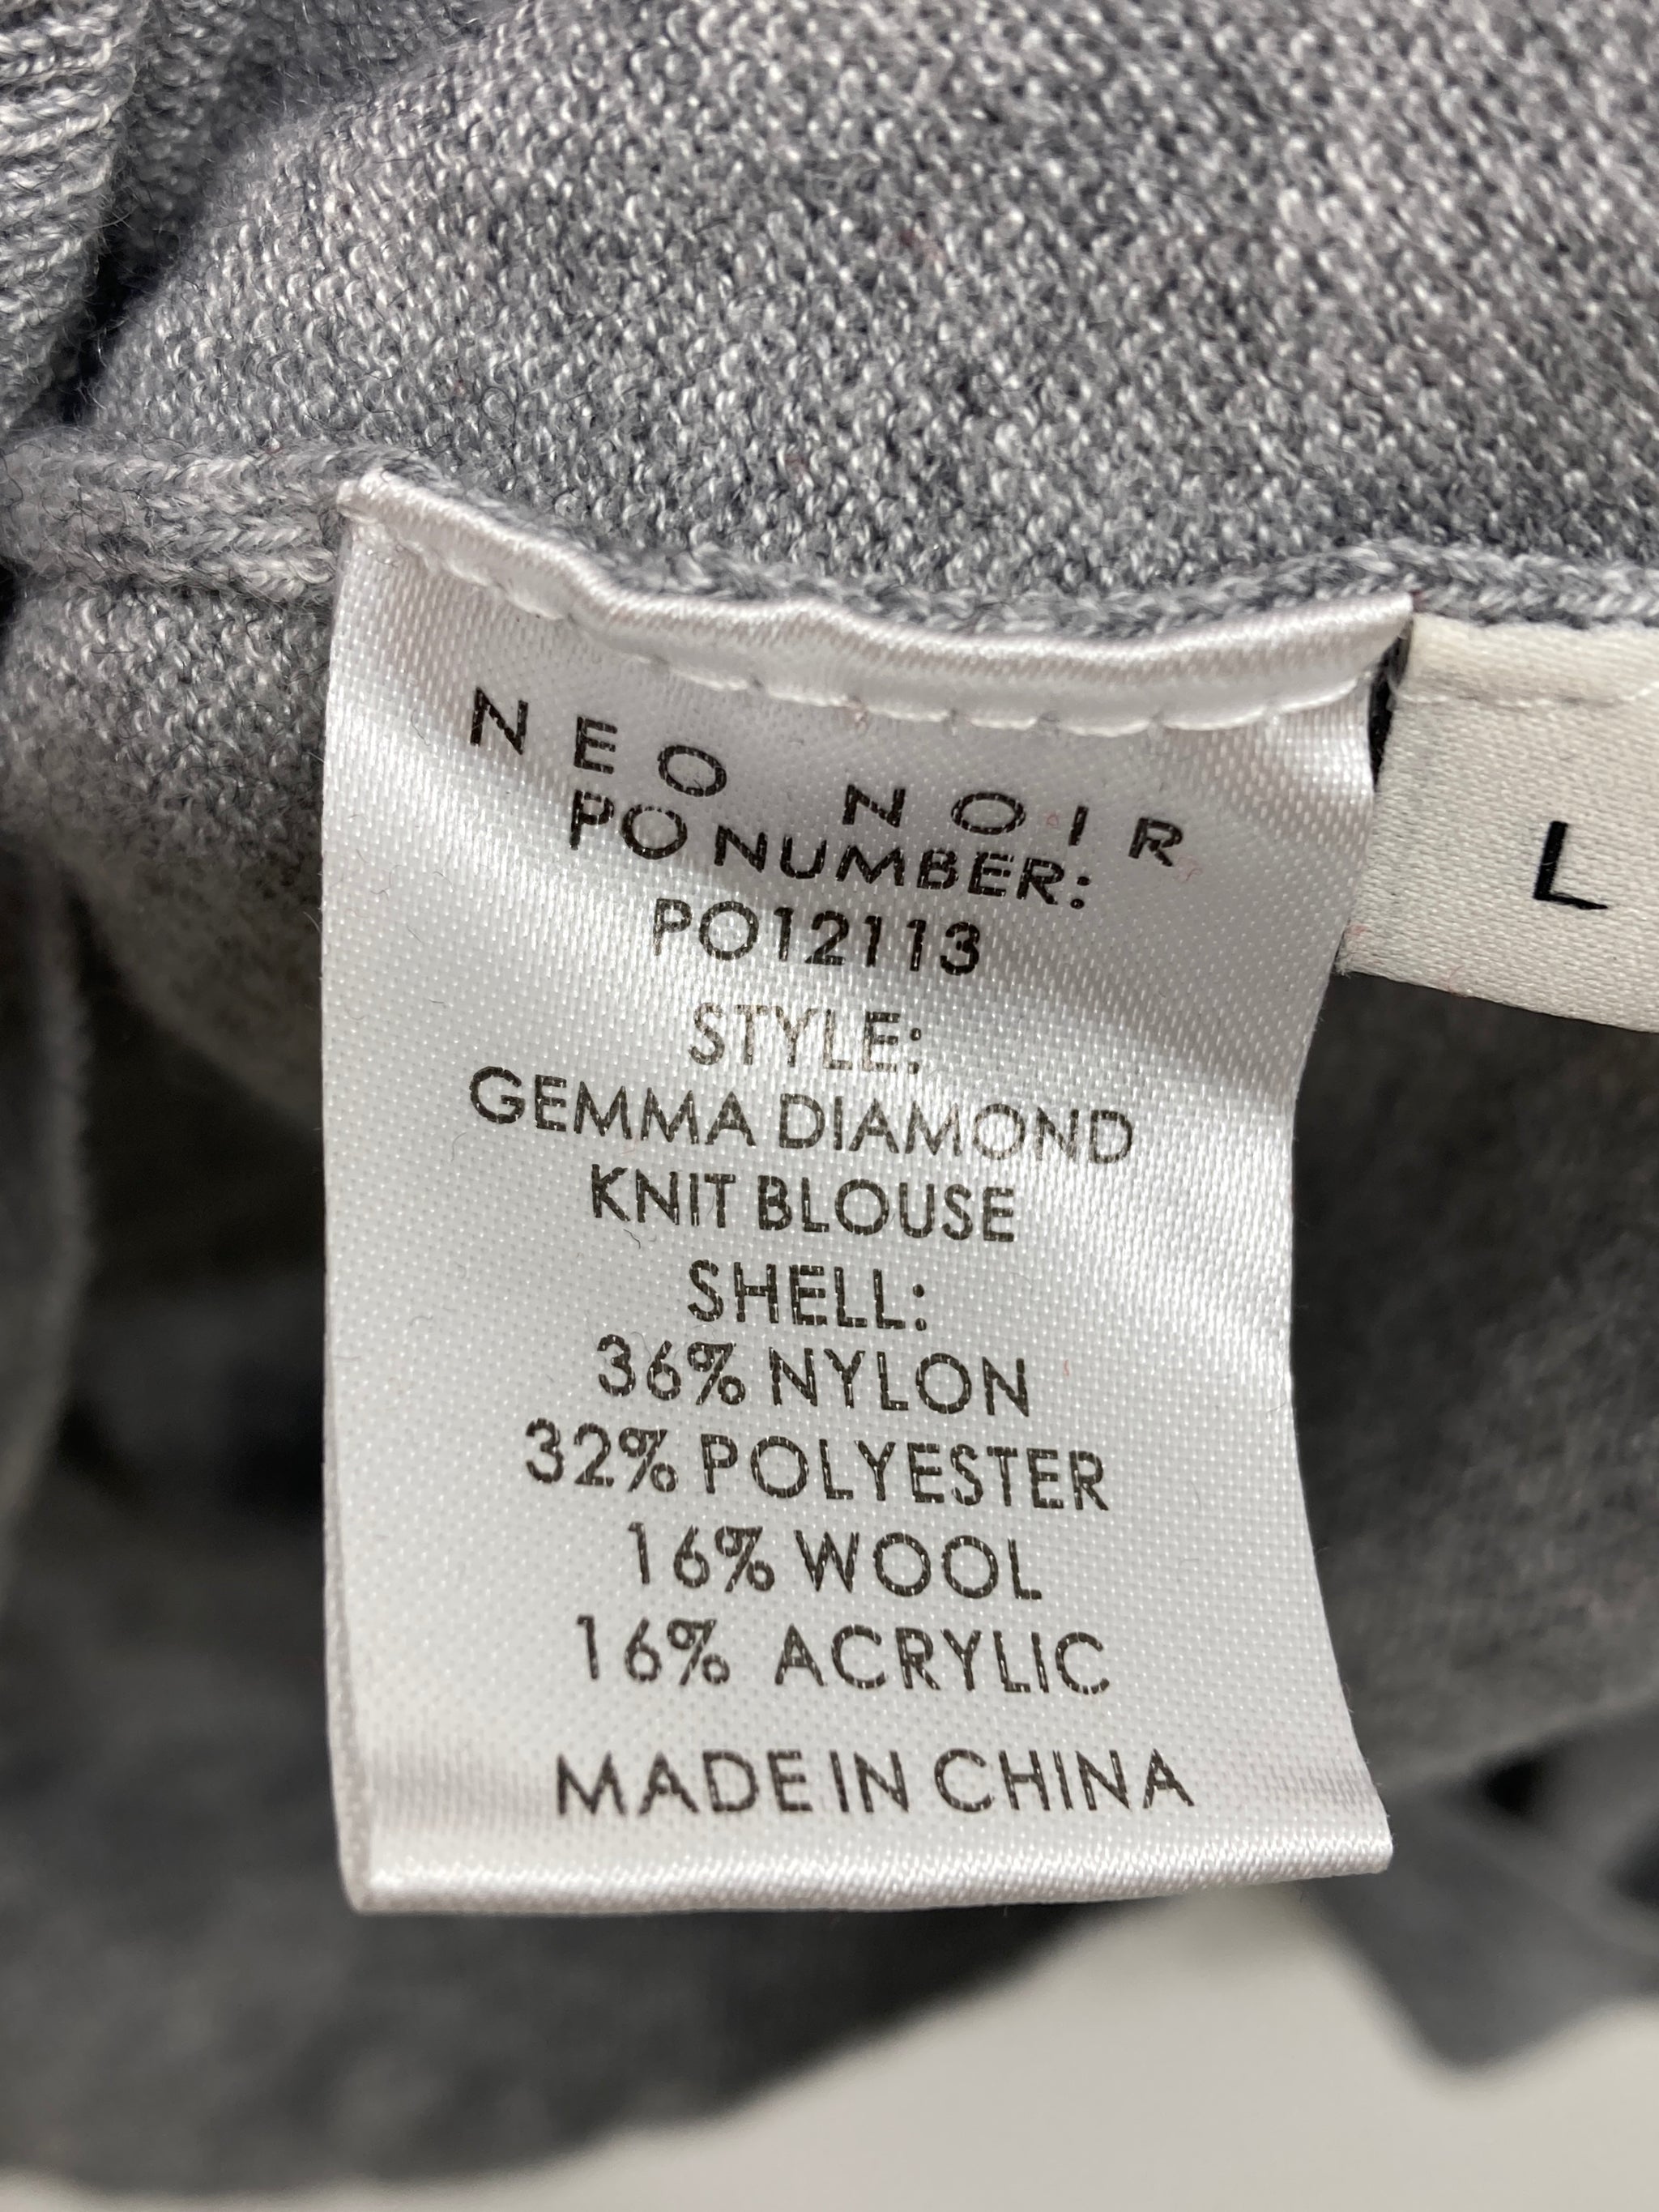 NEO NOIR
PO NUMBER:
PO12113
STYLE:
GEMMA DIAMOND
KNIT BLOUSE
SHELL:
36% NYLON
32% POLYESTER
16% WOOL
16% ACRYLIC
MADE IN CHINA
L